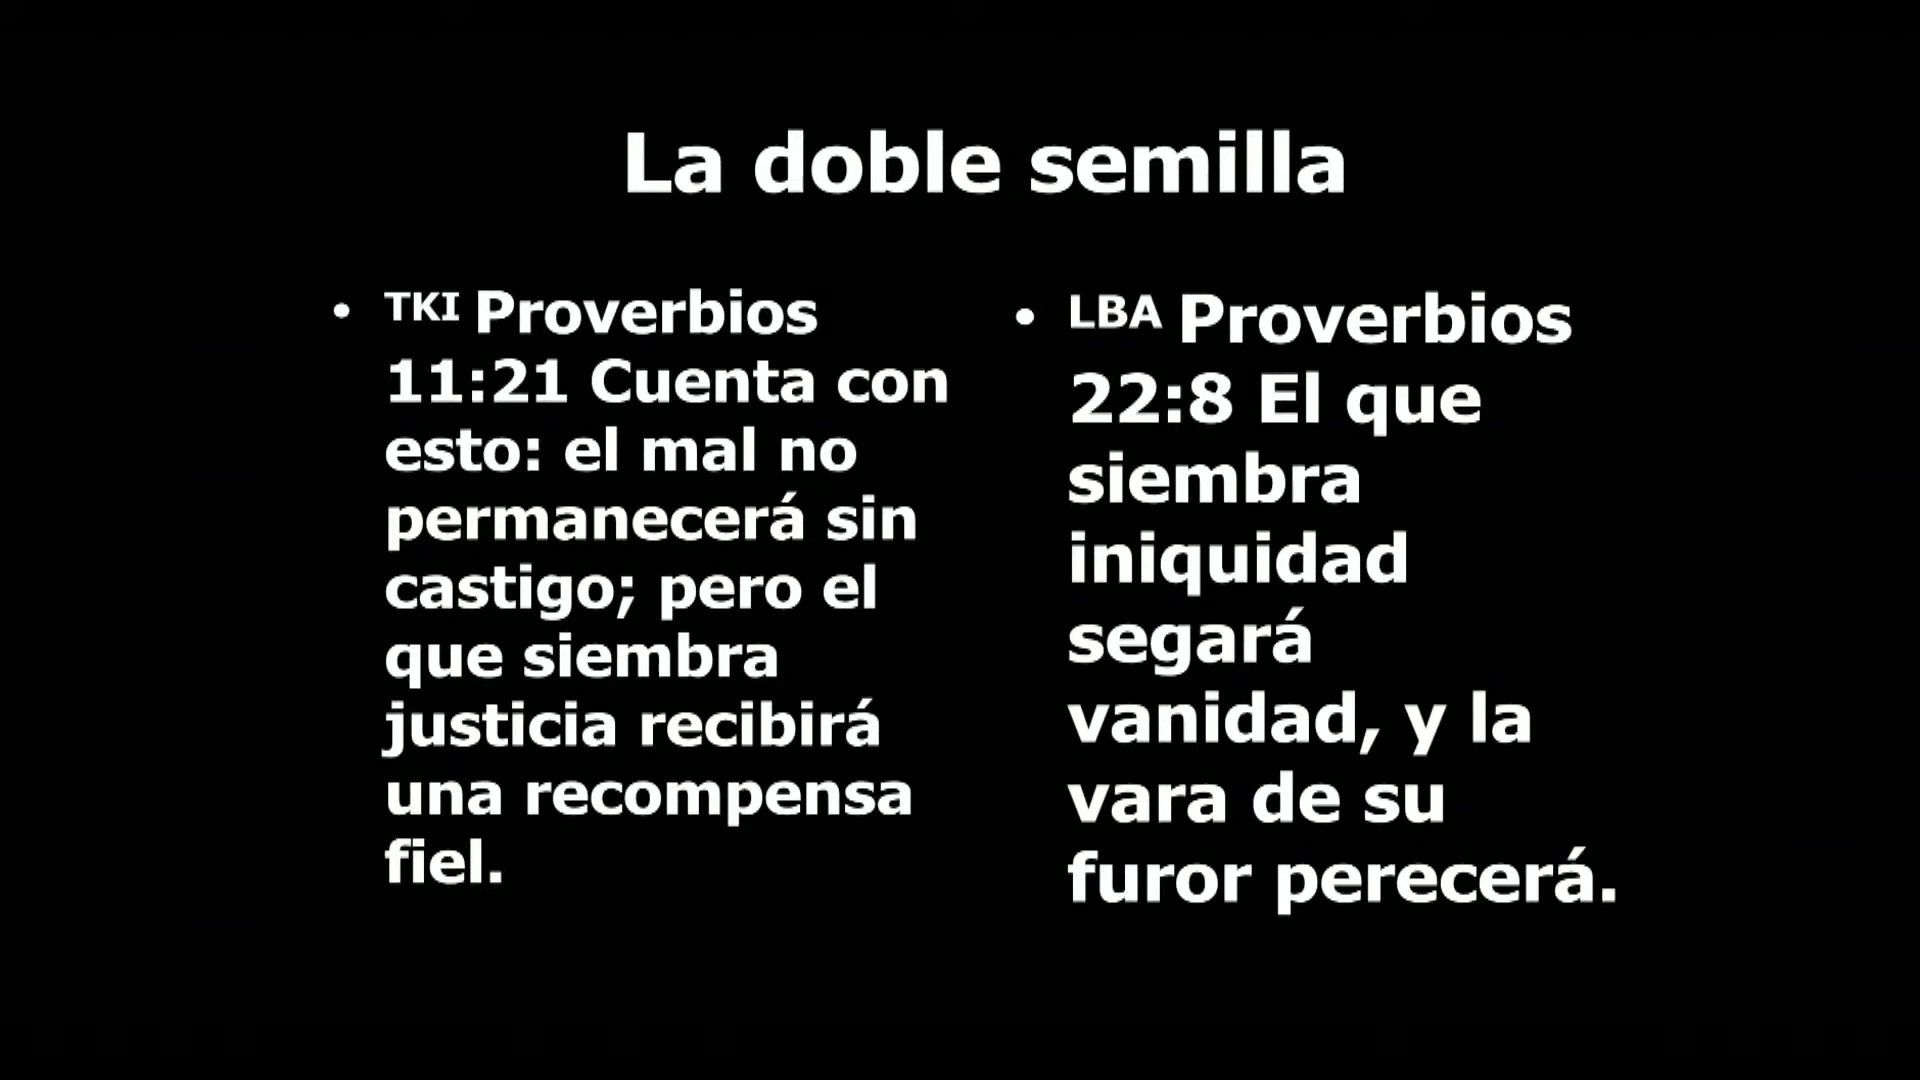 La doble semilla
• TKI Proverbios
11:21 Cuenta con
esto: el mal no
permanecerá sin
castigo; pero el
que siembra
justicia recibirá
una recompensa
fiel.
• LBA Proverbios
22:8 El que
siembra
iniquidad
segará
vanidad, y la
vara de su
furor perecerá.